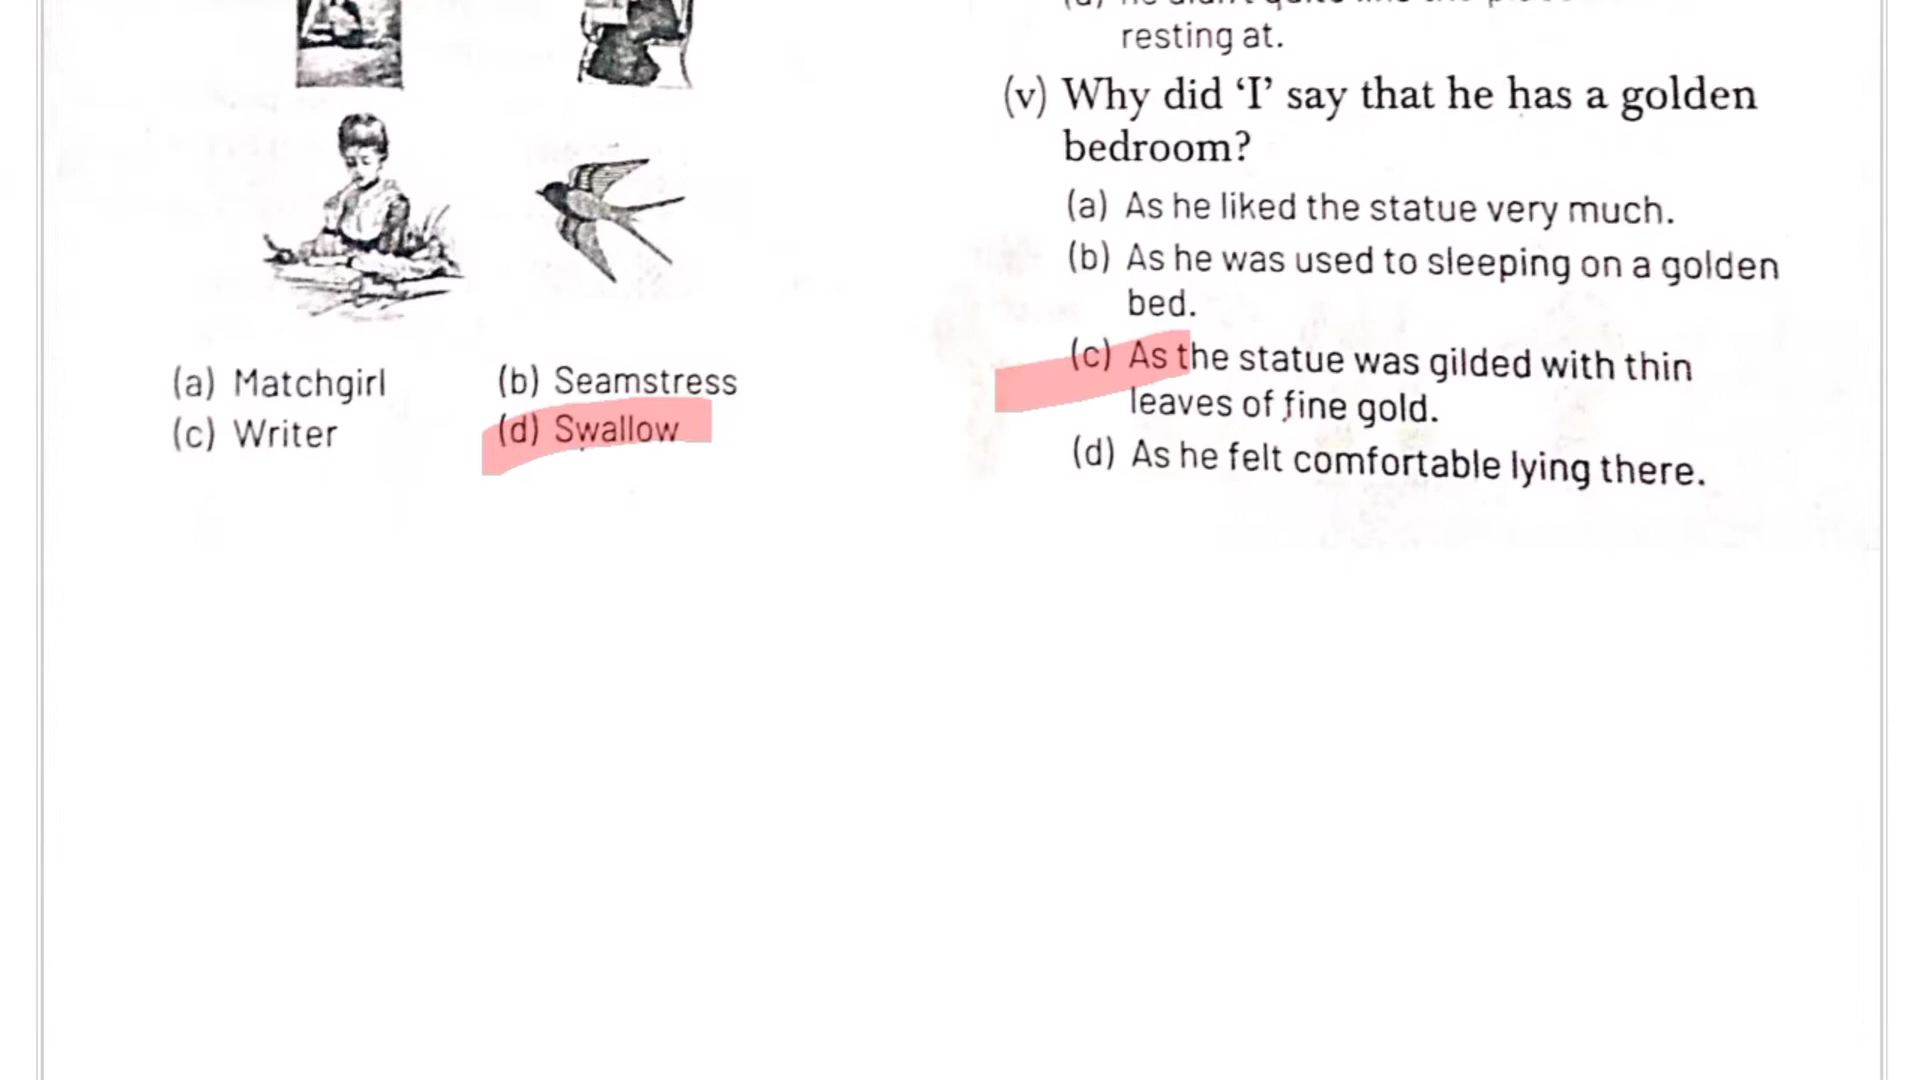 (a) Matchgirl (b) Seamstress
(c) Writer (d) Swallow
resting at.
(v) Why did ‘I’ say that he has a golden
bedroom?
(a) As he liked the statue very much.
(b) As he was used to sleeping on a golden
bed.
(c) As the statue was gilded with thin
leaves of fine gold.
(d) As he felt comfortable lying there.